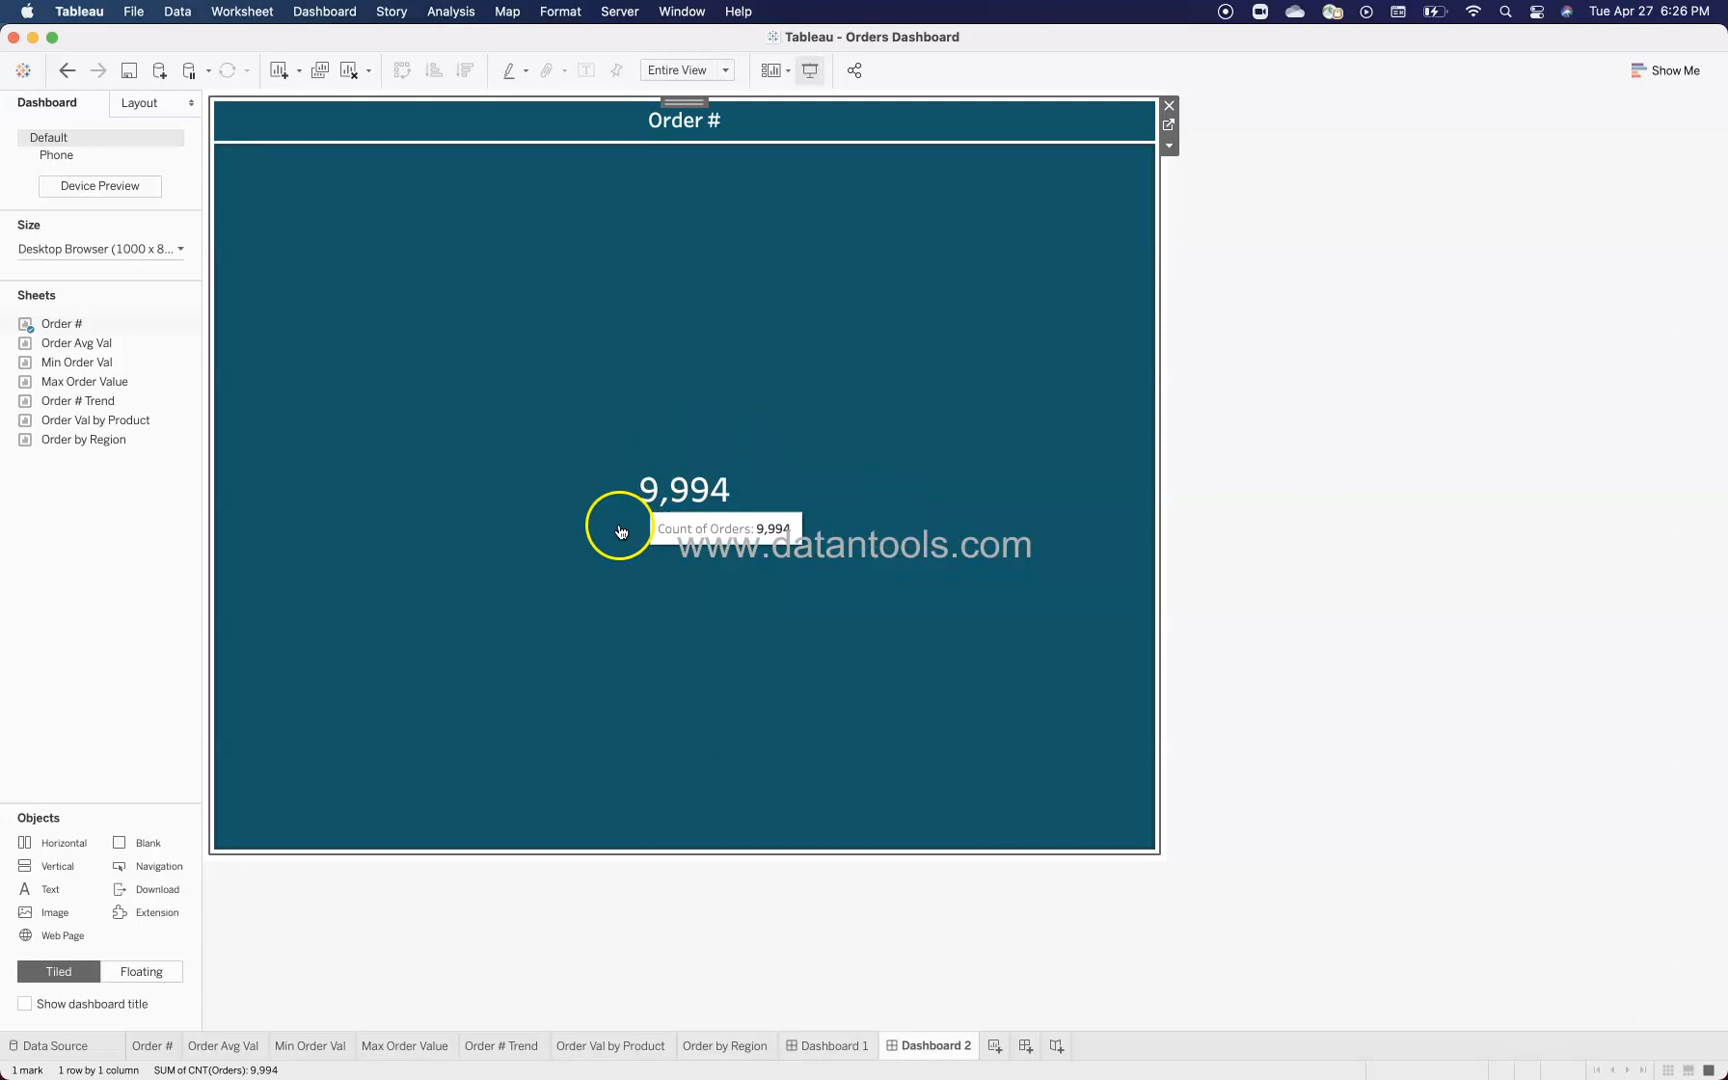 Tableau File Data Worksheet Dashboard Story Analysis Map Format Server Window Help Tue Apr 27 6:26 PM
Tableau - Orders Dashboard
Entire View
Show Me
Dashboard Layout
Default
Phone
Device Preview
Size
Desktop Browser (1000 x 8...
Sheets
Order #
Order Avg Val
Min Order Val
Max Order Value
Order # Trend
Order Val by Product
Order by Region
Order #
9,994
Count of Orders: 9,994
www.datantools.com
Objects
Horizontal Blank
Vertical Navigation
Text Download
Image Extension
Web Page
Tiled Floating
Show dashboard title
Data Source Order # Order Avg Val Min Order Val Max Order Value Order # Trend Order Val by Product Order by Region Dashboard 1 Dashboard 2
1 mark 1 row by 1 column SUM of CNT(Orders): 9,994